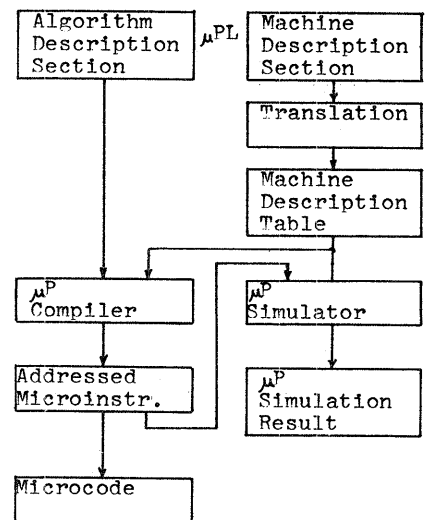 Algorithm
Description
Section
μPL
Machine
Description
Section
Translation
Machine
Description
Table
μP
Compiler
μP
Simulator
Addressed
Microinstr.
μP
Simulation
Result
Microcode